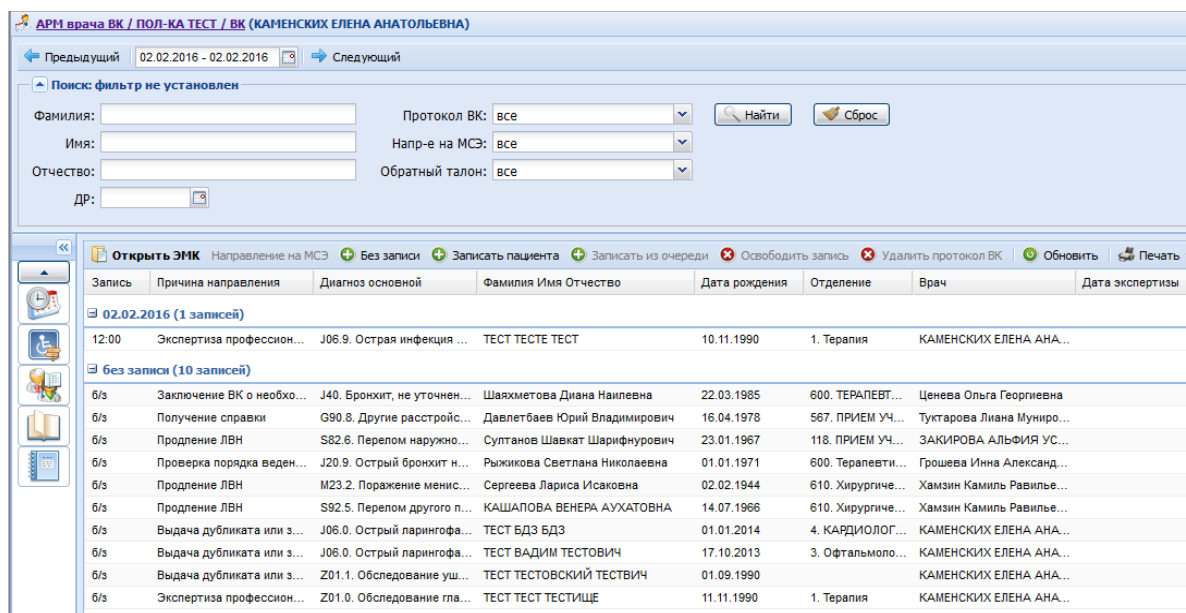 АРМ врача ВК / ПОЛ-КА ТЕСТ / ВК (КАМЕНСКИХ ЕЛЕНА АНАТОЛЬЕВНА)
Предыдущий 02.02.2016 - 02.02.2016 Следующий
Поиск: фильтр не установлен
Фамилия: Протокол ВК: все Найти Сброс
Имя: Напр-е на МСЭ: все
Отчество: Обратный талон: все
ДР:
Открыть ЭМК Направление на МСЭ Без записи Записать пациента Записать из очереди Освободить запись Удалить протокол ВК Обновить Печать
Запись Причина направления Диагноз основной Фамилия Имя Отчество Дата рождения Отделение Врач Дата экспертизы
02.02.2016 (1 записей)
12:00 Экспертиза профессион... J06.9. Острая инфекция ... ТЕСТ ТЕСТЕ ТЕСТ 10.11.1990 1. Терапия КАМЕНСКИХ ЕЛЕНА АНА...
без записи (10 записей)
б/з Заключение ВК о необхо... J40. Бронхит, не уточнен... Шаяхметова Диана Наилевна 22.03.1985 600. ТЕРАПЕВТ... Ценева Ольга Георгиевна
б/з Получение справки G90.8. Другие расстройс... Давлетбаев Юрий Владимирович 16.04.1978 567. ПРИЕМ УЧ... Туктарова Лиана Муниро...
б/з Продление ЛВН S82.6. Перелом наружно... Султанов Шавкат Шарифнурович 23.01.1967 118. ПРИЕМ УЧ... ЗАКИРОВА АЛЬФИЯ УС...
б/з Проверка порядка веден... J20.9. Острый бронхит н... Рыжикова Светлана Николаевна 01.01.1971 600. Терапевти... Грошева Инна Александ...
б/з Продление ЛВН M23.2. Поражение менис... Сергеева Лариса Исаковна 02.02.1944 610. Хирургиче... Хамзин Камиль Равилье...
б/з Продление ЛВН S92.5. Перелом другого п... КАШАПОВА ВЕНЕРА АУХАТОВНА 14.07.1966 610. Хирургиче... Хамзин Камиль Равилье...
б/з Выдача дубликата или з... J06.0. Острый ларингофа... ТЕСТ БДЗ БДЗ 01.01.2014 4. КАРДИОЛОГ... КАМЕНСКИХ ЕЛЕНА АНА...
б/з Выдача дубликата или з... J06.0. Острый ларингофа... ТЕСТ ВАДИМ ТЕСТОВИЧ 17.10.2013 3. Офтальмоло... КАМЕНСКИХ ЕЛЕНА АНА...
б/з Выдача дубликата или з... Z01.1. Обследование уш... ТЕСТ ТЕСТОВСКИЙ ТЕСТВИЧ 01.09.1990 КАМЕНСКИХ ЕЛЕНА АНА...
б/з Экспертиза профессион... Z01.0. Обследование гла... ТЕСТ ТЕСТ ТЕСТИЩЕ 11.11.1990 1. Терапия КАМЕНСКИХ ЕЛЕНА АНА...